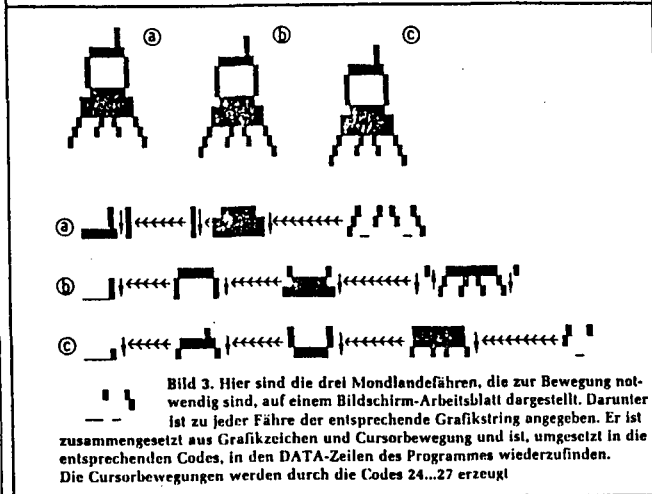 ⓐ ⓑ ⓒ
ⓐ
ⓑ
ⓒ
Bild 3. Hier sind die drei Mondlandefähren, die zur Bewegung not-
wendig sind, auf einem Bildschirm-Arbeitsblatt dargestellt. Darunter
ist zu jeder Fähre der entsprechende Grafikstring angegeben. Er ist
zusammengesetzt aus Grafikzeichen und Cursorbewegung und ist, umgesetzt in die
entsprechenden Codes, in den DATA-Zeilen des Programmes wiederzufinden.
Die Cursorbewegungen werden durch die Codes 24...27 erzeugt